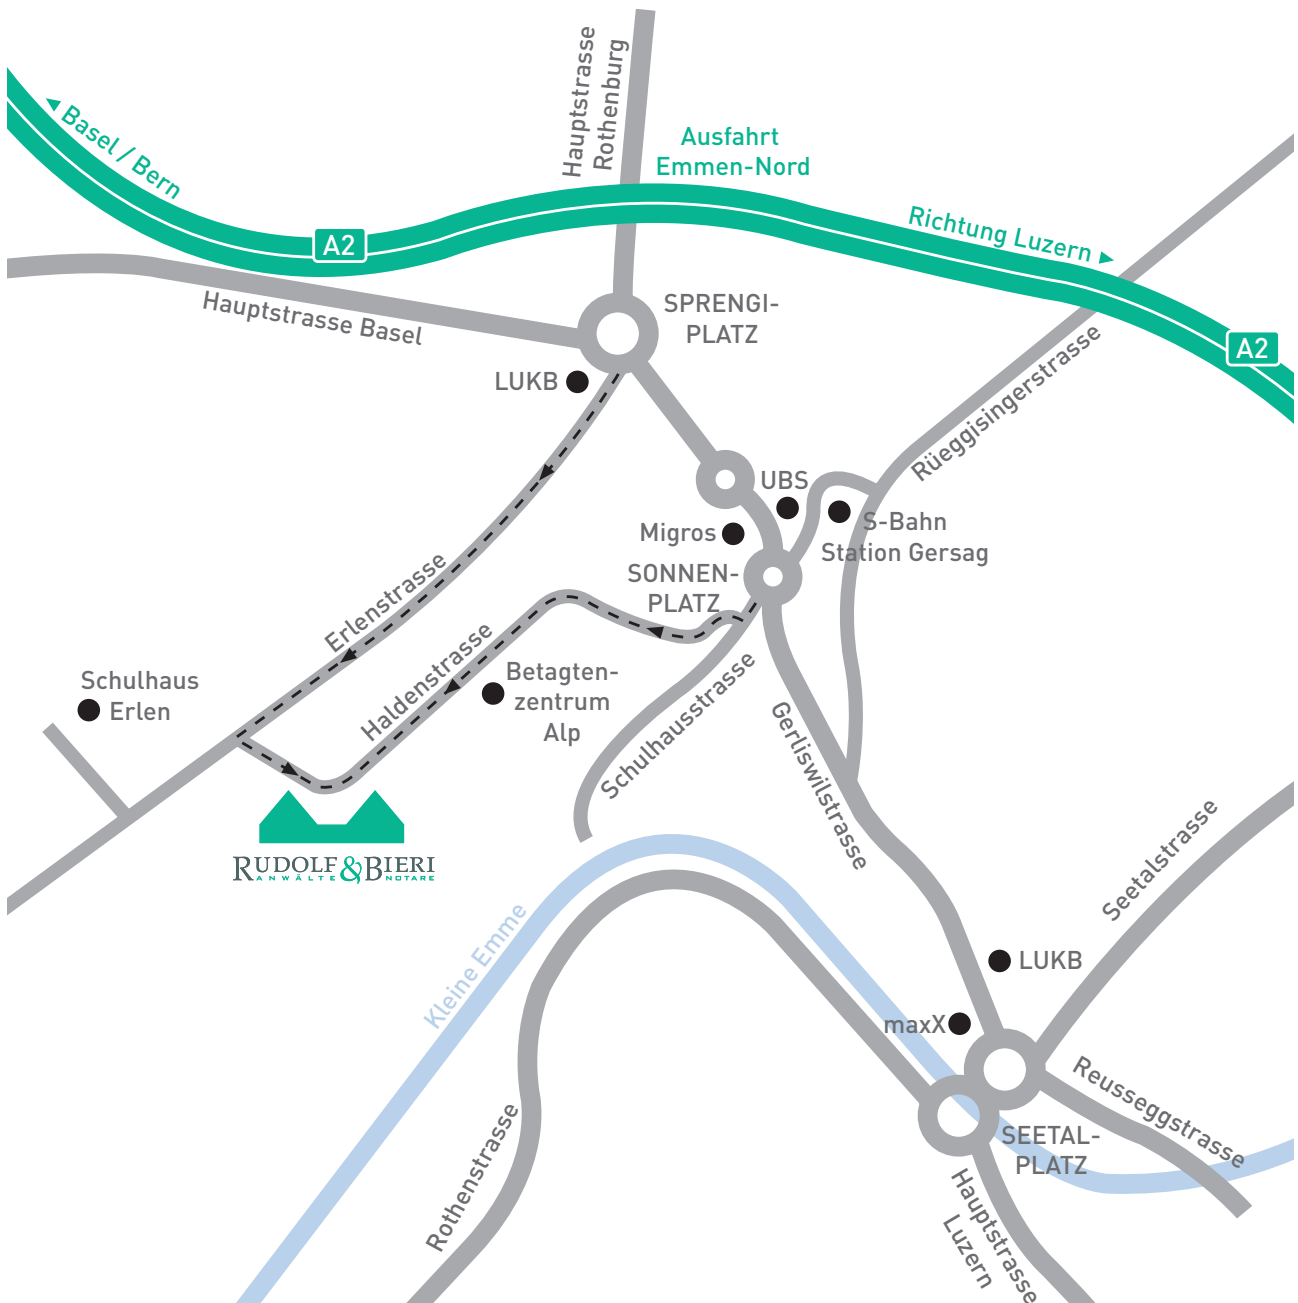 Hauptstrasse
Rothenburg
Basel / Bern
Ausfahrt
Emmen-Nord
Richtung Luzern
A2
A2
Hauptstrasse Basel
SPRENGI-
PLATZ
LUKB
Rüeggisingerstrasse
UBS
Migros
S-Bahn
Station Gersag
SONNEN-
PLATZ
Erlenstrasse
Haldenstrasse
Schulhaus
Erlen
Betagten-
zentrum
Alp
Schulhausstrasse
Gerliswilstrasse
RUDOLF & BIERI
ANWÄLTE NOTARE
Kleine Emme
Seetalstrasse
LUKB
maxX
Reusseggstrasse
SEETAL-
PLATZ
Rothenstrasse
Hauptstrasse
Luzern